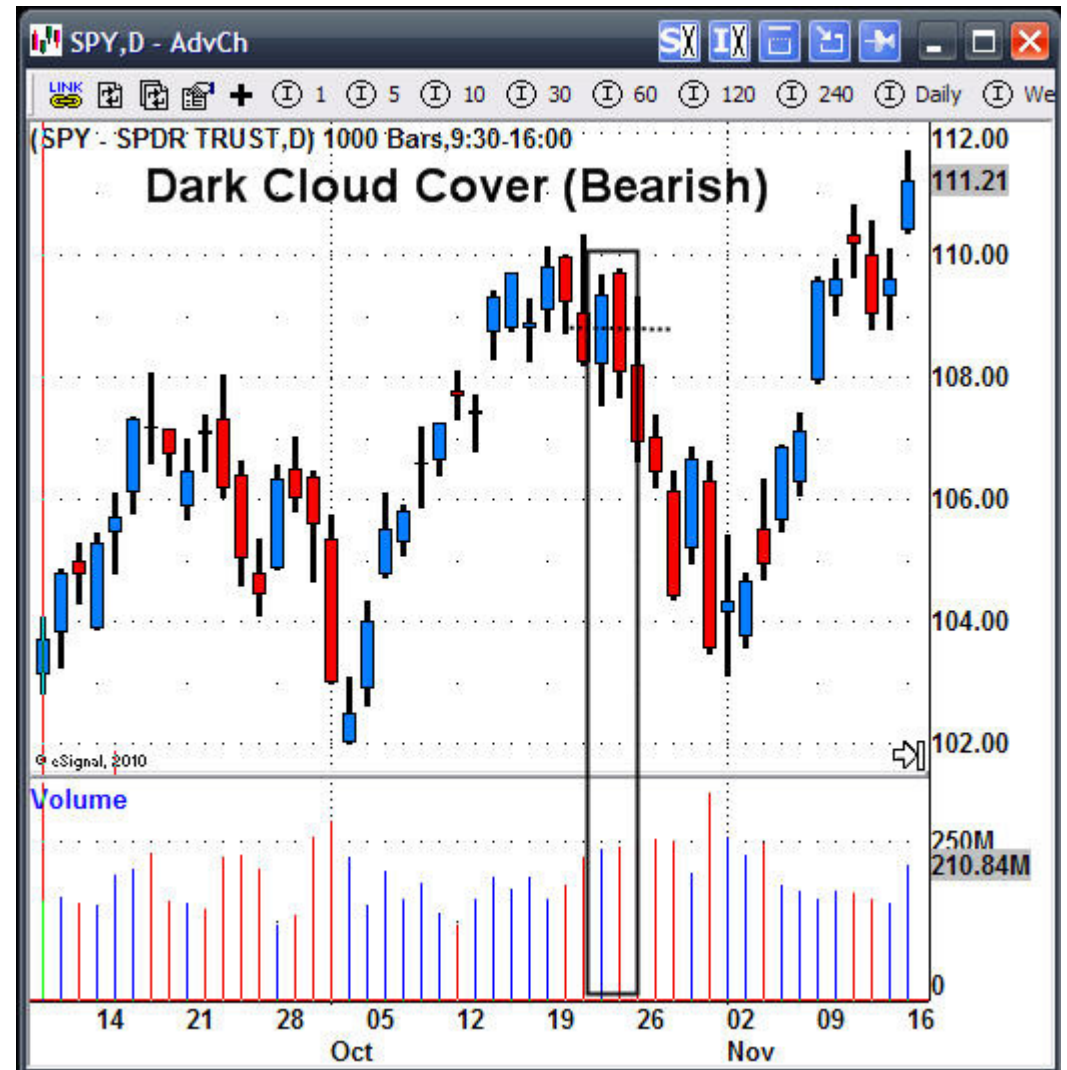 SPY,D - AdvCh
SX IX
LINK 1 5 10 30 60 120 240 Daily We
(SPY - SPDR TRUST,D) 1000 Bars,9:30-16:00
Dark Cloud Cover (Bearish)
112.00
111.21
110.00
108.00
106.00
104.00
102.00
© eSignal, 2010
Volume
250M
210.84M
0
14 21 28 05 12 19 26 02 09 16
Oct Nov